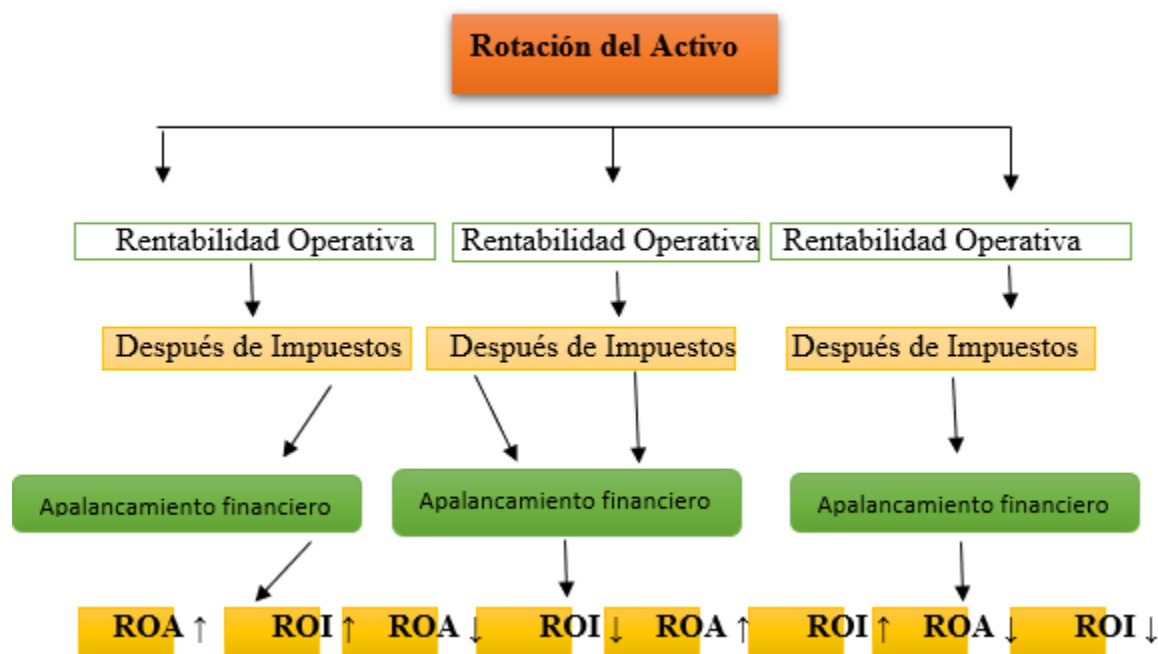 Rotación del Activo
Rentabilidad Operativa Rentabilidad Operativa Rentabilidad Operativa
Después de Impuestos Después de Impuestos Después de Impuestos
Apalancamiento financiero Apalancamiento financiero Apalancamiento financiero
ROA ↑ ROI ↑ ROA ↓ ROI ↓ ROA ↑ ROI ↑ ROA ↓ ROI ↓